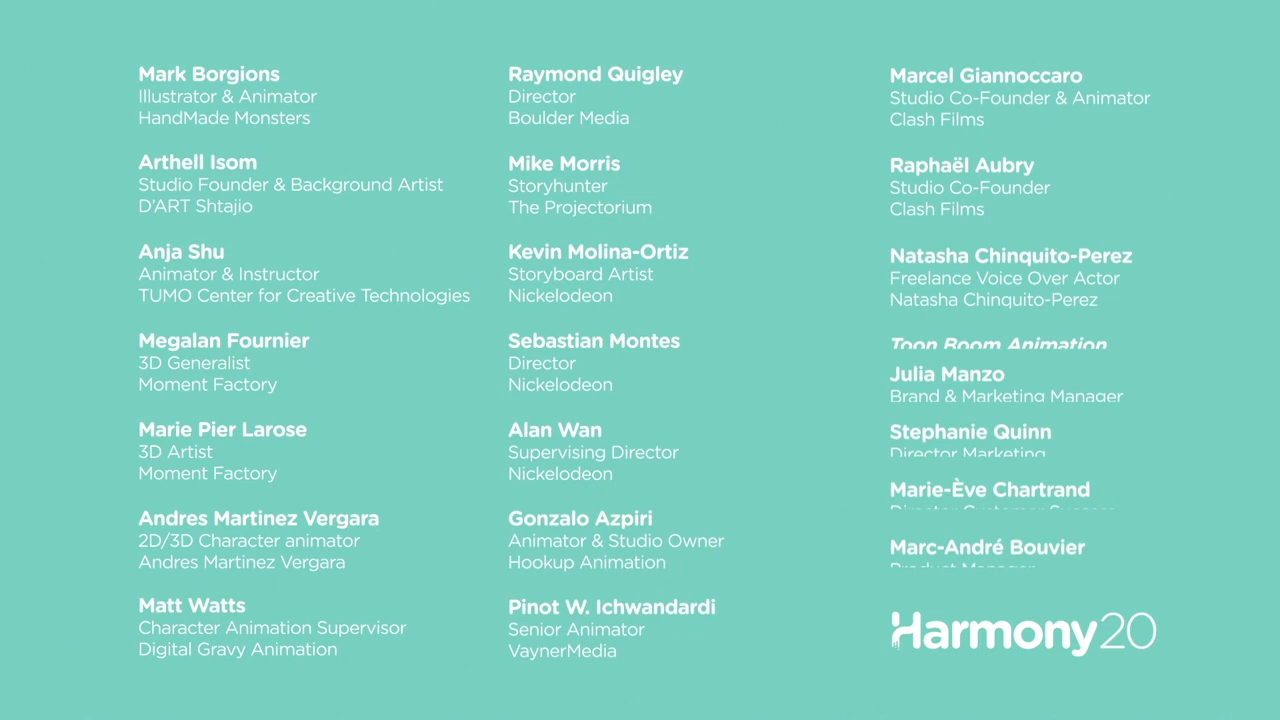 Mark Borgions
Illustrator & Animator
HandMade Monsters
Arthell Isom
Studio Founder & Background Artist
D'ART Shtajio
Anja Shu
Animator & Instructor
TUMO Center for Creative Technologies
Megalan Fournier
3D Generalist
Moment Factory
Marie Pier Larose
3D Artist
Moment Factory
Andres Martinez Vergara
2D/3D Character animator
Andres Martinez Vergara
Matt Watts
Character Animation Supervisor
Digital Gravy Animation
Raymond Quigley
Director
Boulder Media
Mike Morris
Storyhunter
The Projectorium
Kevin Molina-Ortiz
Storyboard Artist
Nickelodeon
Sebastian Montes
Director
Nickelodeon
Alan Wan
Supervising Director
Nickelodeon
Gonzalo Azpiri
Animator & Studio Owner
Hookup Animation
Pinot W. Ichwandardi
Senior Animator
VaynerMedia
Marcel Giannoccaro
Studio Co-Founder & Animator
Clash Films
Raphaël Aubry
Studio Co-Founder
Clash Films
Natasha Chinquito-Perez
Freelance Voice Over Actor
Natasha Chinquito-Perez
Toon Boom Animation
Julia Manzo
Brand & Marketing Manager
Stephanie Quinn
Director Marketing
Marie-Ève Chartrand
Director Customer Success
Marc-André Bouvier
Product Manager
Harmony20